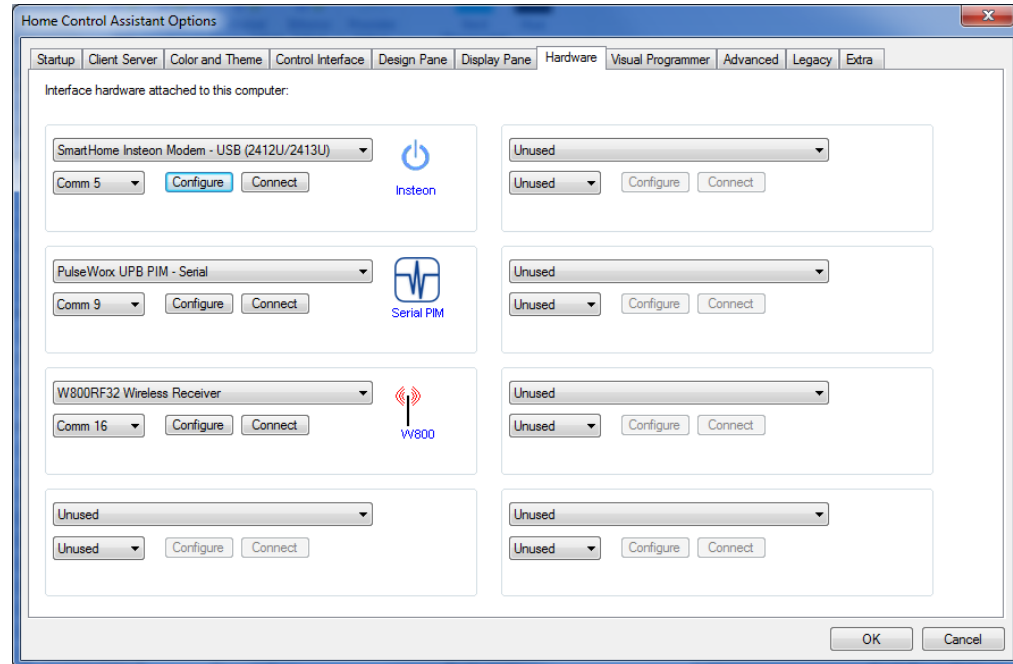 Home Control Assistant Options
Startup Client Server Color and Theme Control Interface Design Pane Display Pane Hardware Visual Programmer Advanced Legacy Extra
Interface hardware attached to this computer:
SmartHome Insteon Modem - USB (2412U/2413U)
Comm 5 Configure Connect
Insteon
Unused
Unused Configure Connect
PulseWorx UPB PIM - Serial
Comm 9 Configure Connect
Serial PIM
Unused
Unused Configure Connect
W800RF32 Wireless Receiver
Comm 16 Configure Connect
W800
Unused
Unused Configure Connect
Unused
Unused Configure Connect
Unused
Unused Configure Connect
OK Cancel